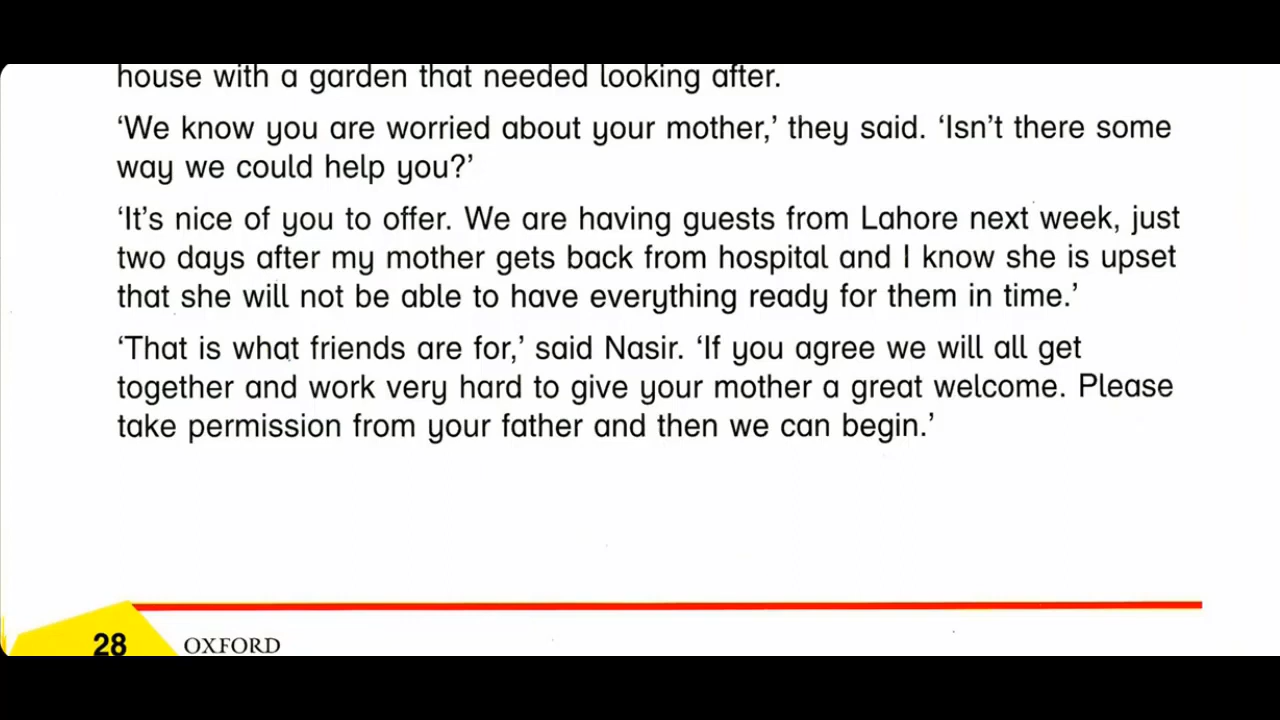 house with a garden that needed looking after.
‘We know you are worried about your mother,’ they said. ‘Isn’t there some
way we could help you?’
‘It’s nice of you to offer. We are having guests from Lahore next week, just
two days after my mother gets back from hospital and I know she is upset
that she will not be able to have everything ready for them in time.’
‘That is what friends are for,’ said Nasir. ‘If you agree we will all get
together and work very hard to give your mother a great welcome. Please
take permission from your father and then we can begin.’
28 OXFORD